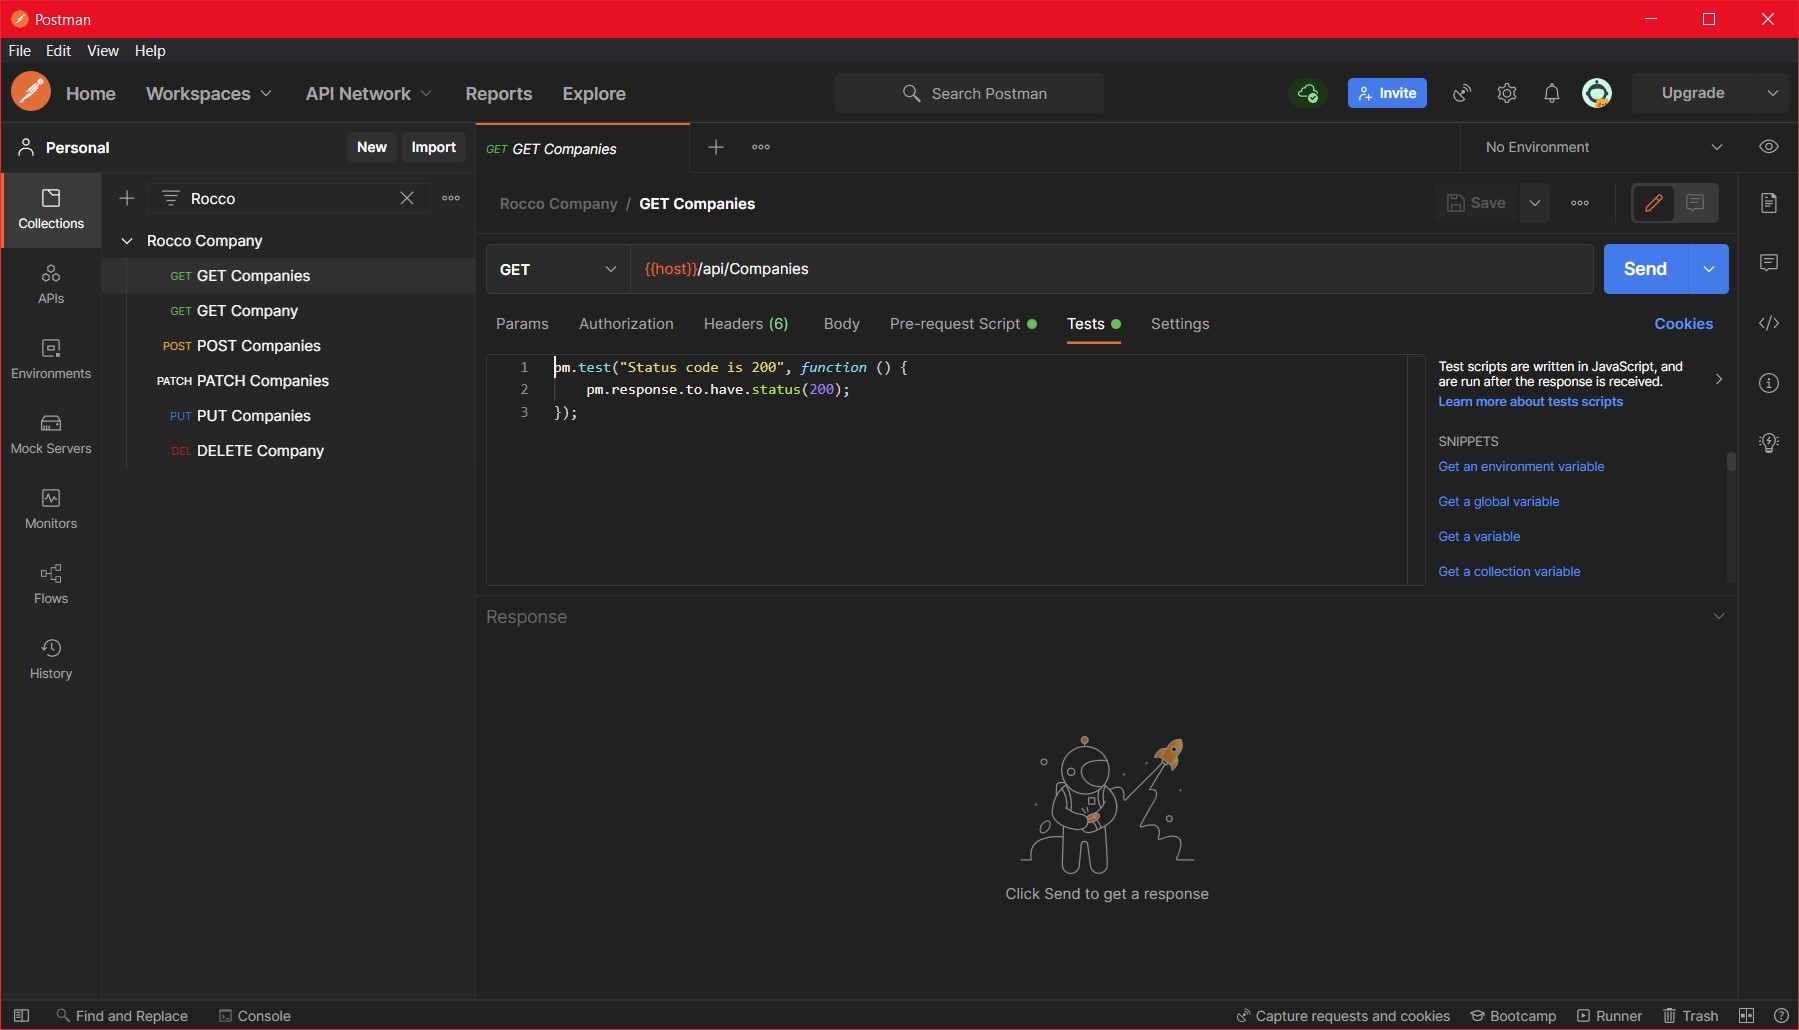 Postman
File Edit View Help
Home Workspaces API Network Reports Explore Search Postman Invite Upgrade
Personal New Import GET GET Companies No Environment
Collections
APIs
Environments
Mock Servers
Monitors
Flows
History
Rocco
Rocco Company
GET GET Companies
GET GET Company
POST POST Companies
PATCH PATCH Companies
PUT PUT Companies
DEL DELETE Company
Rocco Company / GET Companies Save
GET {{host}}/api/Companies Send
Params Authorization Headers (6) Body Pre-request Script Tests Settings Cookies
1 pm.test("Status code is 200", function () {
2 pm.response.to.have.status(200);
3 });
Test scripts are written in JavaScript, and
are run after the response is received.
Learn more about tests scripts
SNIPPETS
Get an environment variable
Get a global variable
Get a variable
Get a collection variable
Response
Click Send to get a response
Find and Replace Console Capture requests and cookies Bootcamp Runner Trash